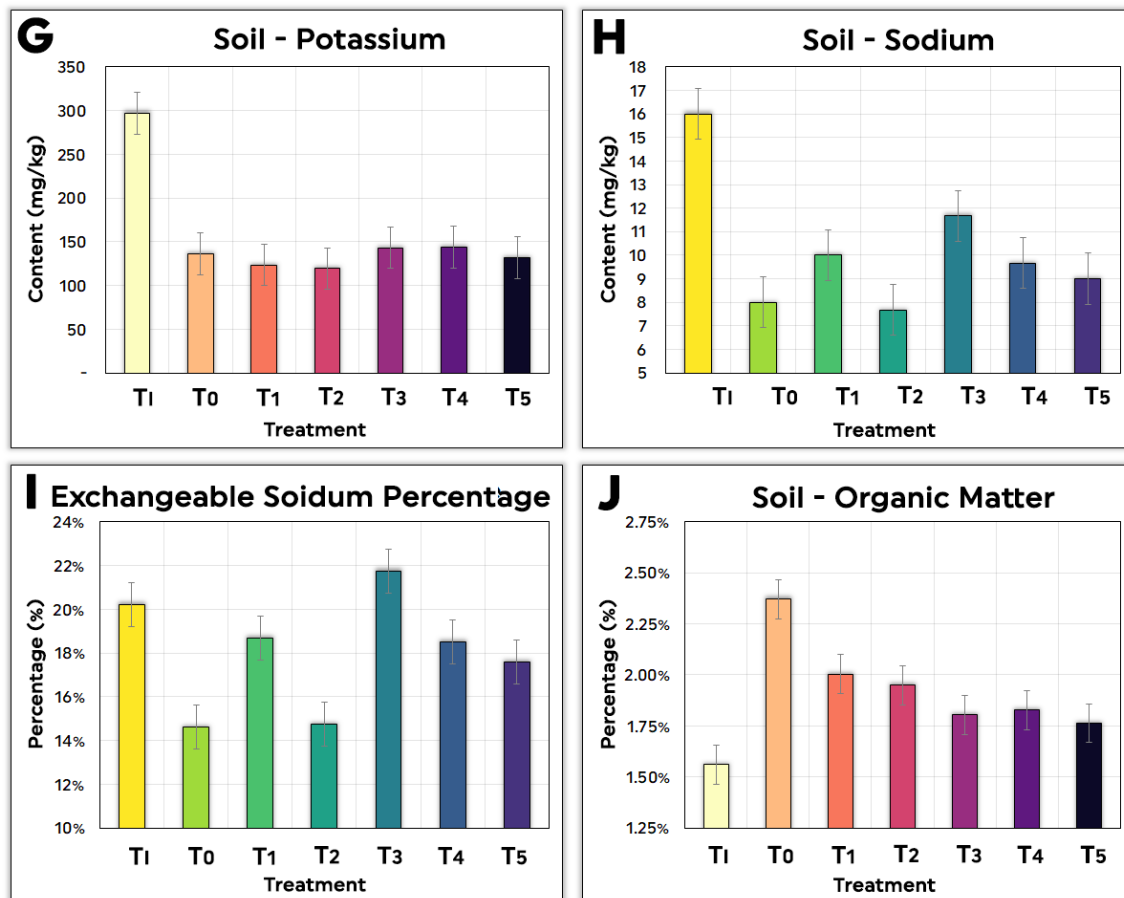 G
Soil - Potassium
Content (mg/kg)
350
300
250
200
150
100
50
-
TI T0 T1 T2 T3 T4 T5
Treatment
H
Soil - Sodium
Content (mg/kg)
18
17
16
15
14
13
12
11
10
9
8
7
6
5
TI T0 T1 T2 T3 T4 T5
Treatment
I
Exchangeable Soidum Percentage
Percentage (%)
24%
22%
20%
18%
16%
14%
12%
10%
TI T0 T1 T2 T3 T4 T5
Treatment
J
Soil - Organic Matter
Percentage (%)
2.75%
2.50%
2.25%
2.00%
1.75%
1.50%
1.25%
TI T0 T1 T2 T3 T4 T5
Treatment